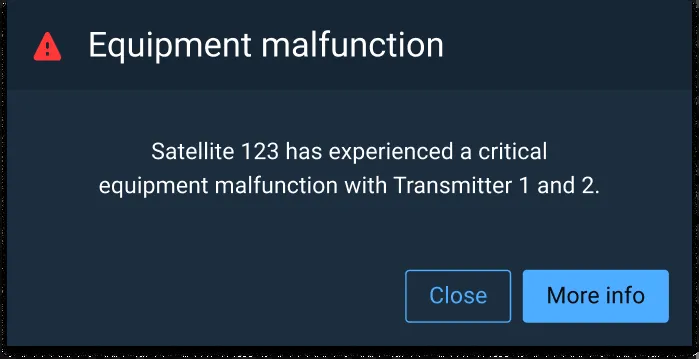 Equipment malfunction
Satellite 123 has experienced a critical
equipment malfunction with Transmitter 1 and 2.
Close
More info